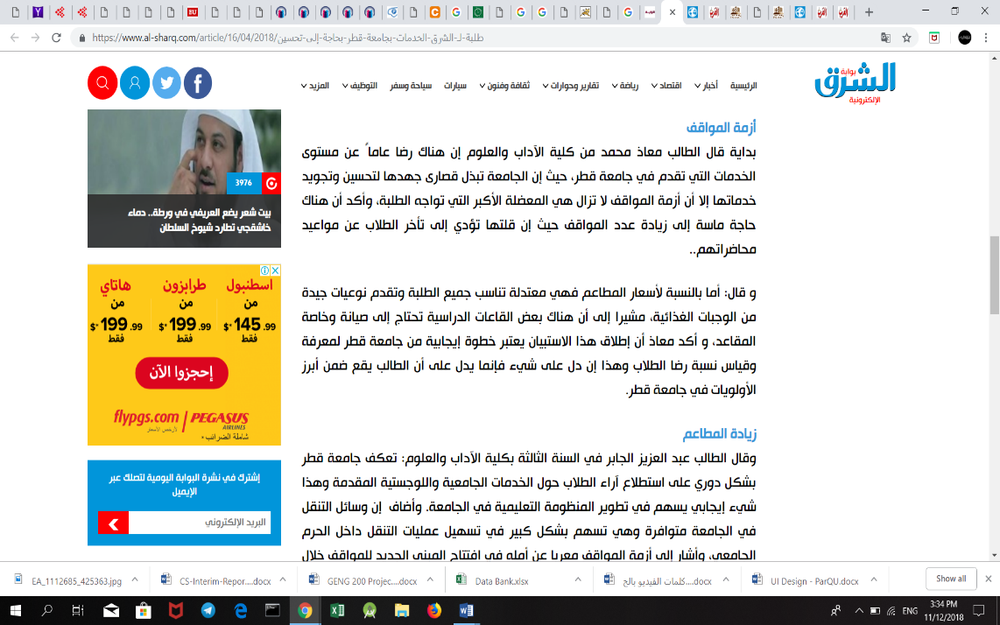 https://www.al-sharq.com/article/16/04/2018/طلبة-لـ-الشرق-الخدمات-بجامعة-قطر-بحاجة-إلى-تحسين
بوابة
الشرق
الإلكترونية
الرئيسية أخبار اقتصاد رياضة تقارير وحوارات ثقافة وفنون سيارات سياحة وسفر التوظيف المزيد
أزمة المواقف
بداية قال الطالب معاذ محمد من كلية الآداب والعلوم إن هناك رضا عاماً عن مستوى
الخدمات التي تقدم في جامعة قطر، حيث إن الجامعة تبذل قصارى جهدها لتحسين وتجويد
خدماتها إلا أن أزمة المواقف لا تزال هي المعضلة الأكبر التي تواجه الطلبة، وأكد أن هناك
حاجة ماسة إلى زيادة عدد المواقف حيث إن قلتها تؤدي إلى تأخر الطلاب عن مواعيد
محاضراتهم..
و قال: أما بالنسبة لأسعار المطاعم فهي معتدلة تناسب جميع الطلبة وتقدم نوعيات جيدة
من الوجبات الغذائية، مشيرا إلى أن هناك بعض القاعات الدراسية تحتاج إلى صيانة وخاصة
المقاعد، و أكد معاذ أن إطلاق هذا الاستبيان يعتبر خطوة إيجابية من جامعة قطر لمعرفة
وقياس نسبة رضا الطلاب وهذا إن دل على شيء فإنما يدل على أن الطالب يقع ضمن أبرز
الأولويات في جامعة قطر.
زيادة المطاعم
وقال الطالب عبد العزيز الجابر في السنة الثالثة بكلية الآداب والعلوم: تعكف جامعة قطر
بشكل دوري على استطلاع آراء الطلاب حول الخدمات الجامعية واللوجستية المقدمة وهذا
شيء إيجابي يسهم في تطوير المنظومة التعليمية في الجامعة. وأضاف إن وسائل التنقل
في الجامعة متوافرة وهي تسهم بشكل كبير في تسهيل عمليات التنقل داخل الحرم
الجامعي، وأشار إلى أزمة المواقف معربا عن أمله في افتتاح المبنى الجديد للمواقف خلال
3976
بيت شعر يضع العريفي في ورطة.. دماء
خاشقجي تطارد شيوخ السلطان
اسطنبول طرابزون هاتاي
من من من
145.99$* 199.99$* 199.99$*
فقط فقط فقط
إحجزوا الآن
flypgs.com | PEGASUS
AIRLINES
شاملة الضرائب *
إشترك في نشرة البوابة اليومية لتصلك عبر
الإيميل
البريد الإلكتروني
EA_1112685_425363.jpg
CS-Interim-Repor....docx
GENG 200 Projec....docx
Data Bank.xlsx
كلمات الفيديو بالح....docx
UI Design - ParQU.docx
Show all
ENG
3:34 PM
11/12/2018